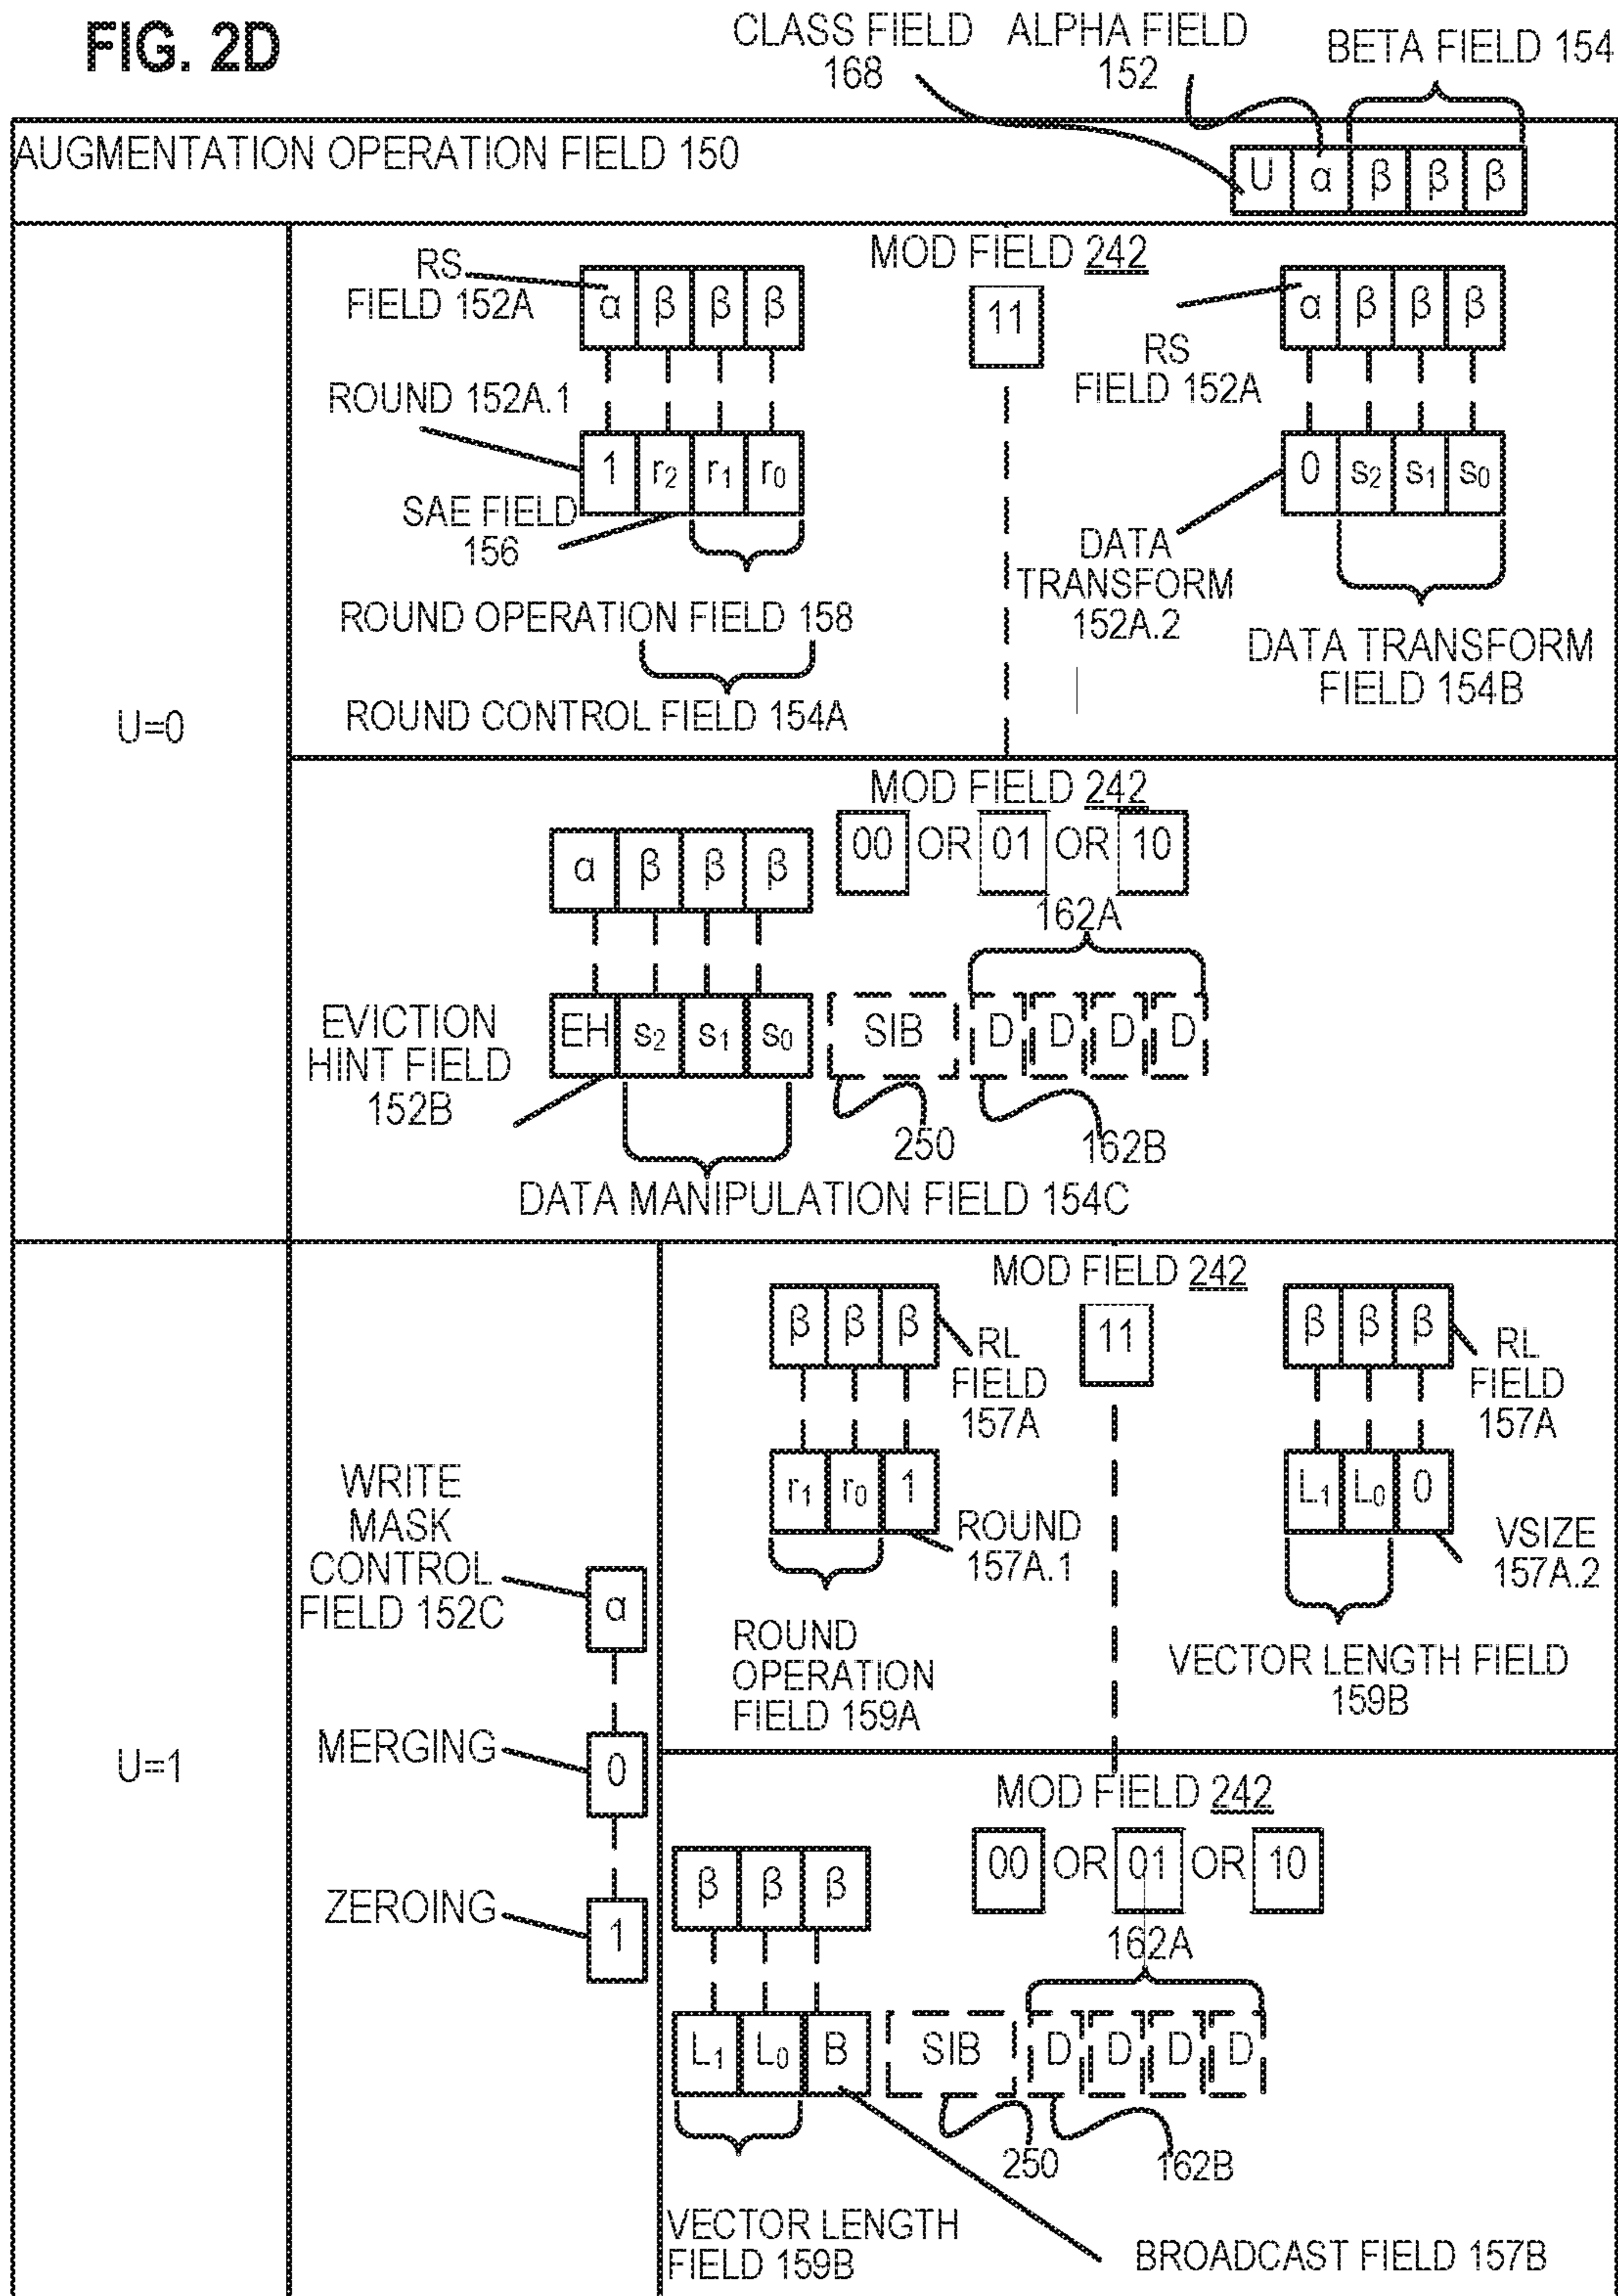 FIG. 2D
CLASS FIELD
168
ALPHA FIELD
152
BETA FIELD 154
AUGMENTATION OPERATION FIELD 150
U α β β β
U=0
MOD FIELD 242
11
RS
FIELD 152A
α β β β
ROUND 152A.1
1 r2 r1 r0
SAE FIELD
156
ROUND OPERATION FIELD 158
ROUND CONTROL FIELD 154A
α β β β
RS
FIELD 152A
0 s2 s1 s0
DATA
TRANSFORM
152A.2
DATA TRANSFORM
FIELD 154B
MOD FIELD 242
00 OR 01 OR 10
α β β β
162A
EVICTION
HINT FIELD
152B
EH s2 s1 s0 SIB D D D D
250
162B
DATA MANIPULATION FIELD 154C
U=1
WRITE
MASK
CONTROL
FIELD 152C
α
MERGING
0
ZEROING
1
MOD FIELD 242
11
β β β
RL
FIELD
157A
r1 r0 1
ROUND
157A.1
ROUND
OPERATION
FIELD 159A
β β β
RL
FIELD
157A
L1 L0 0
VSIZE
157A.2
VECTOR LENGTH FIELD
159B
MOD FIELD 242
00 OR 01 OR 10
β β β
162A
L1 L0 B SIB D D D D
250
162B
VECTOR LENGTH
FIELD 159B
BROADCAST FIELD 157B